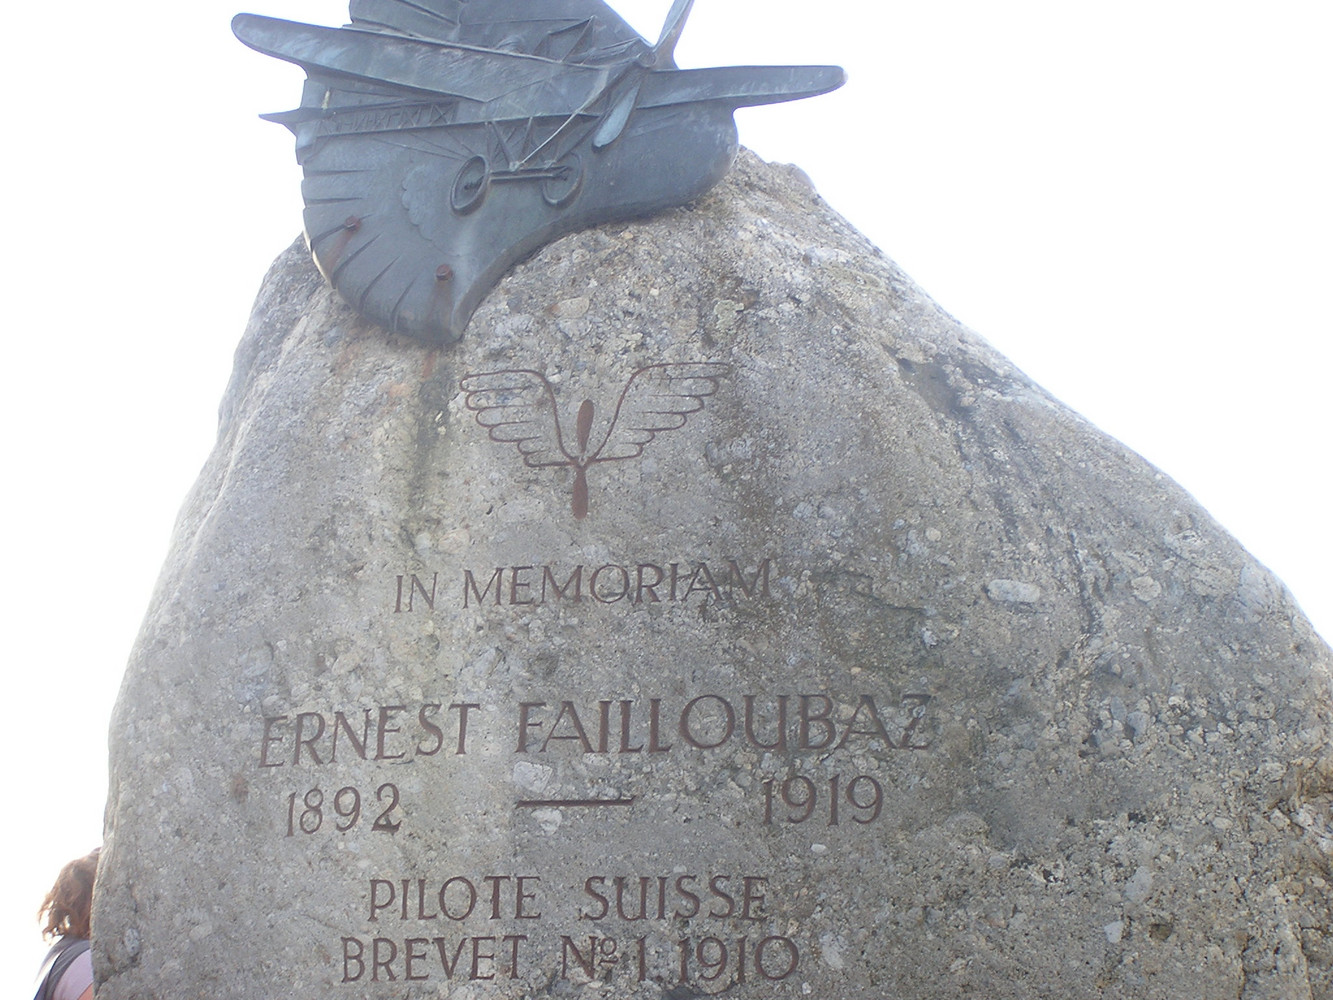 IN MEMORIAM
ERNEST FAILLOUBAZ
1892 — 1919
PILOTE SUISSE
BREVET Nº 1. 1910